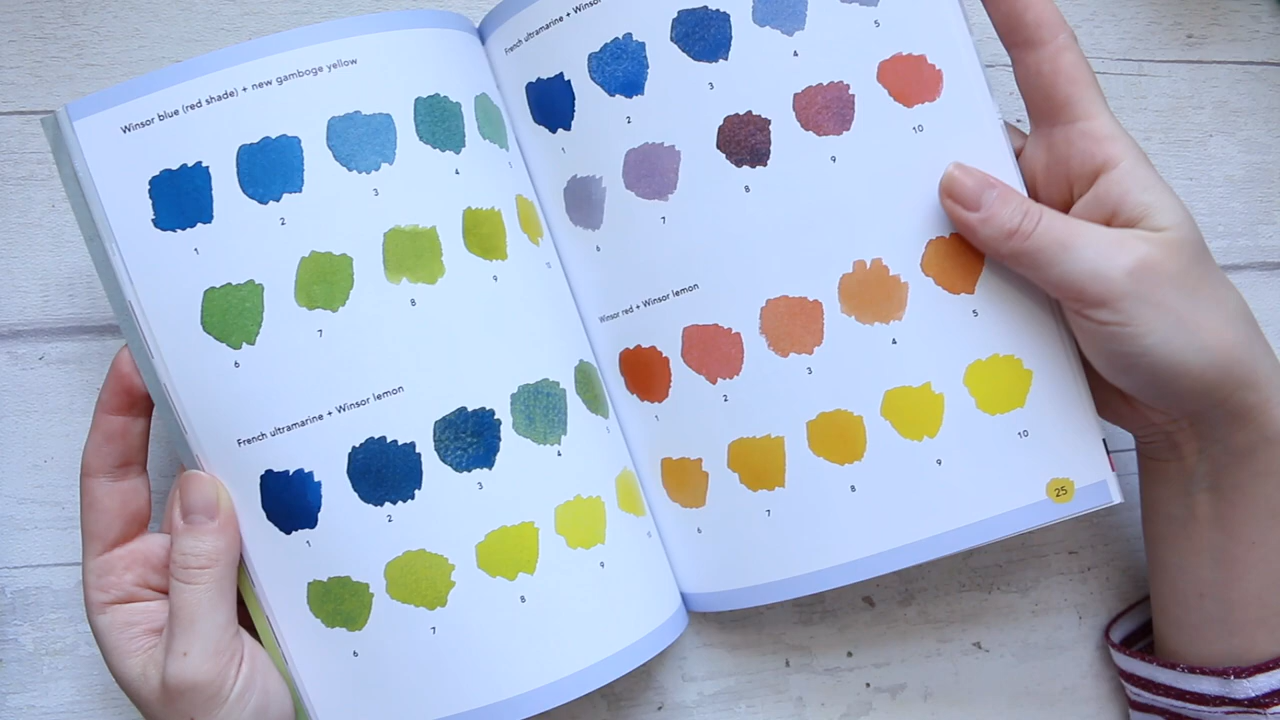 Winsor blue (red shade) + new gamboge yellow
1 2 3 4
6 7 8 9
French ultramarine + Winsor lemon
1 2 3 4
6 7 8 9
French ultramarine + Winsor
1 2 3 4 5
6 7 8 9 10
Winsor red + Winsor lemon
1 2 3 4 5
6 7 8 9 10
25